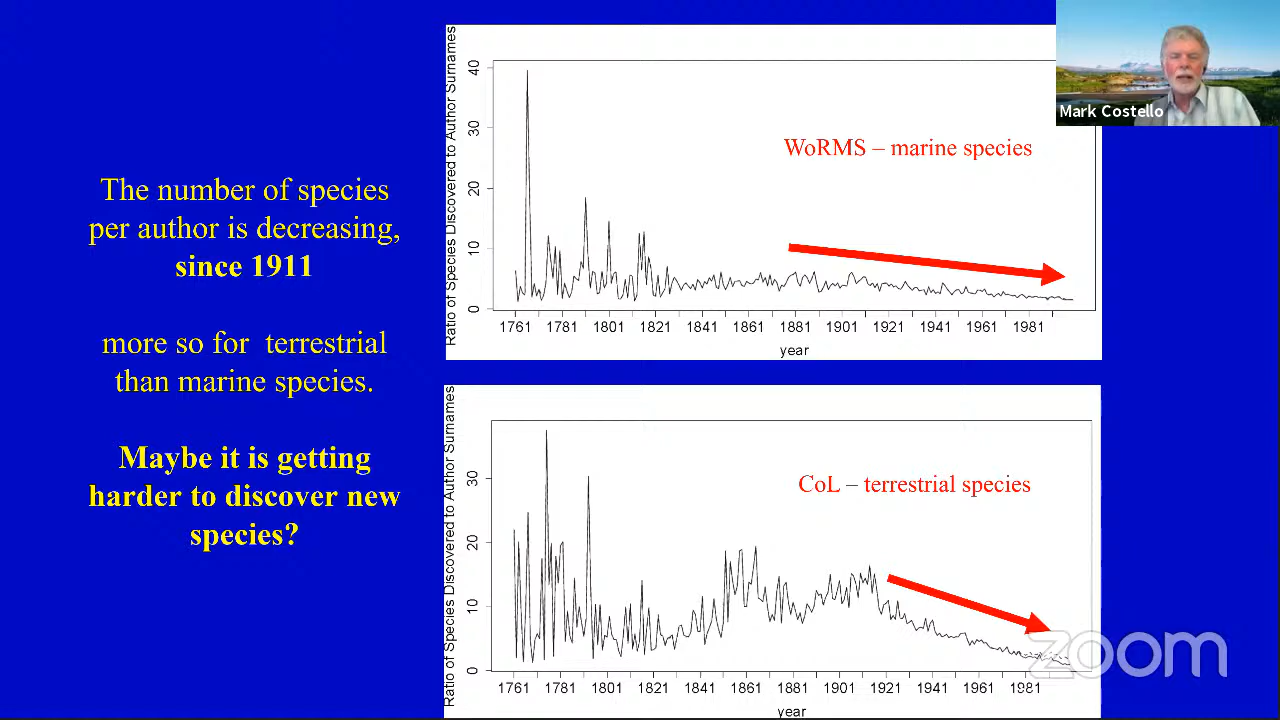 The number of species
per author is decreasing,
since 1911
more so for  terrestrial
than marine species.
Maybe it is getting
harder to discover new
species?
Ratio of Species Discovered to Author Surnames
40
30
20
10
0
WoRMS – marine species
1761 1781 1801 1821 1841 1861 1881 1901 1921 1941 1961 1981
year
Mark Costello
Ratio of Species Discovered to Author Surnames
30
20
10
0
CoL – terrestrial species
1761 1781 1801 1821 1841 1861 1881 1901 1921 1941 1961 1981
year
zoom